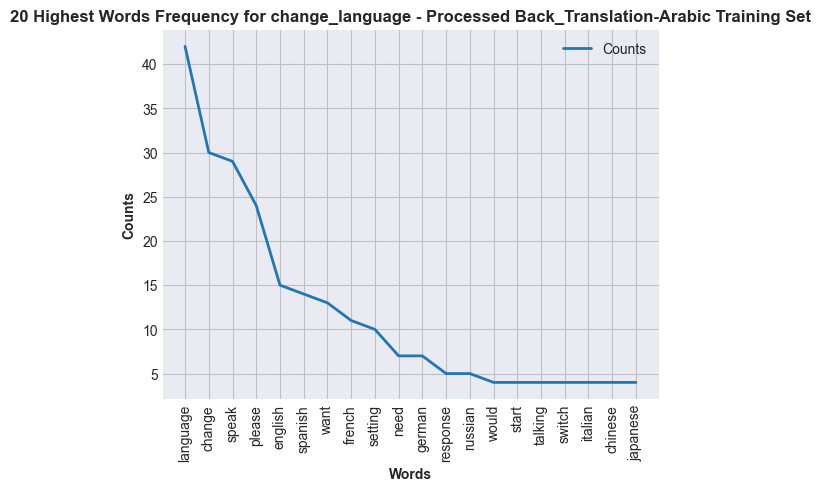 20 Highest Words Frequency for change_language - Processed Back_Translation-Arabic Training Set
Counts
40
35
30
25
20
15
10
5
Counts
language
change
speak
please
english
spanish
want
french
setting
need
german
response
russian
would
start
talking
switch
italian
chinese
japanese
Words